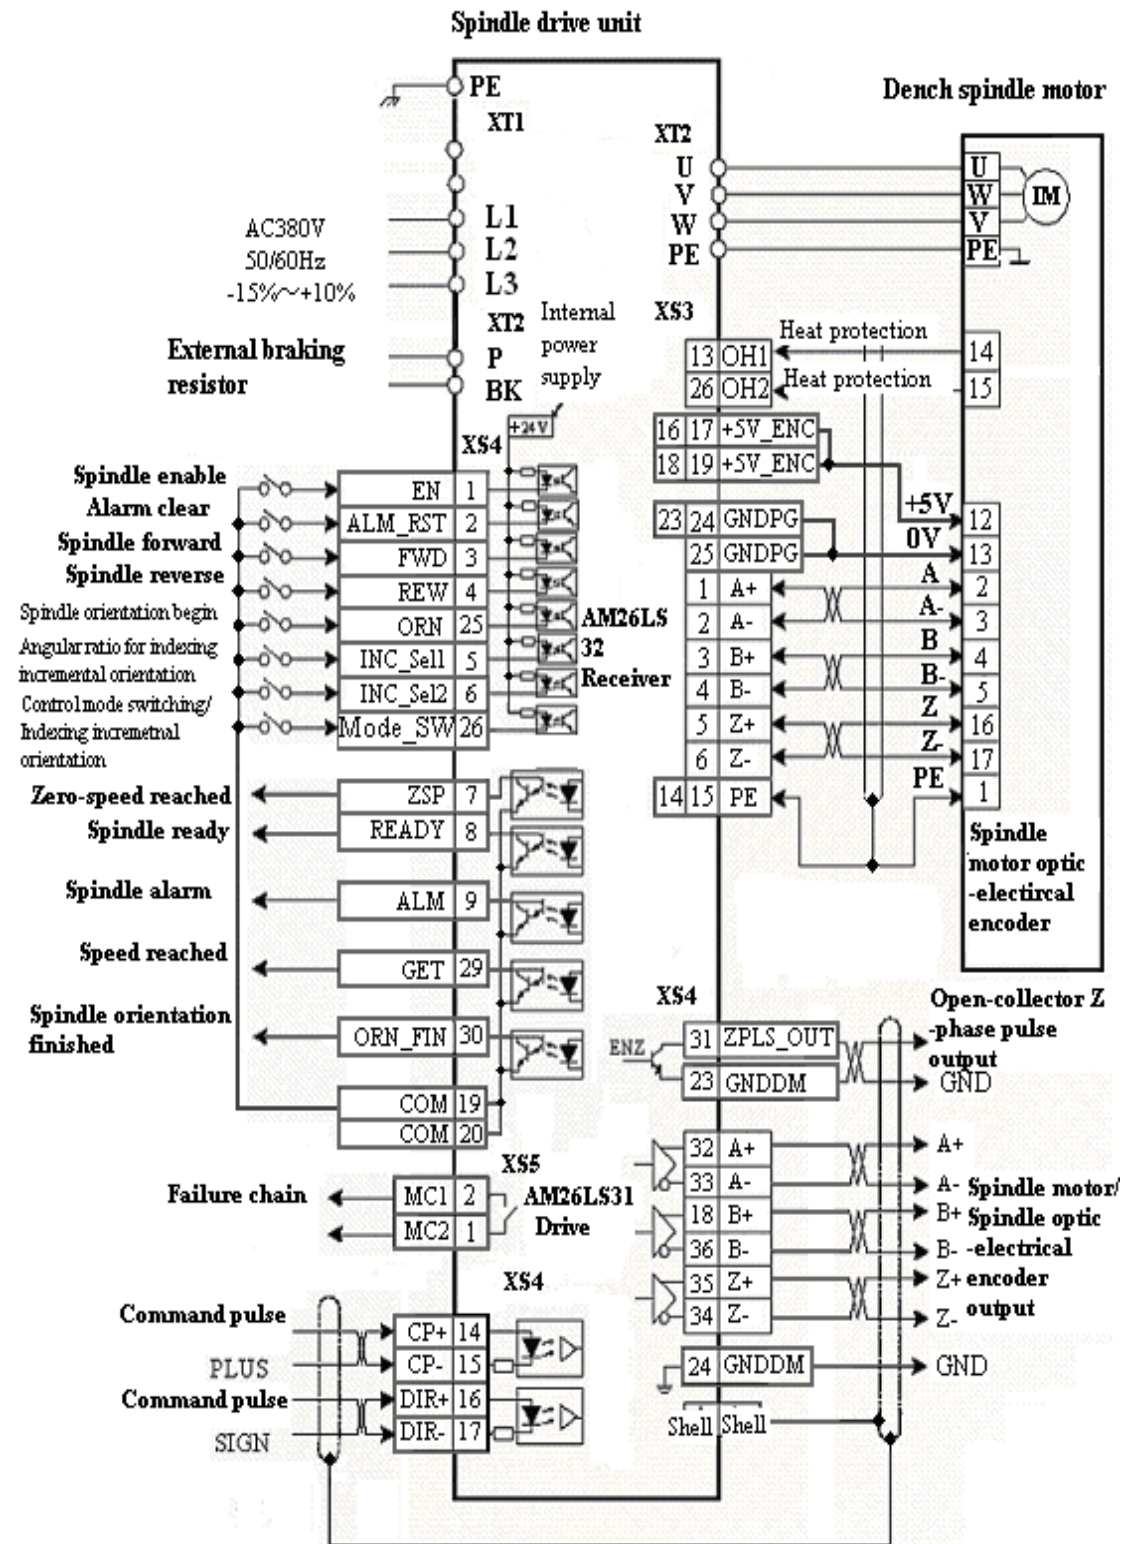 Spindle drive unit
PE
XT1
Dench spindle motor
XT2
U
V
W
PE
U
W
V
PE
IM
AC380V
50/60Hz
-15%～+10%
L1
L2
L3
XT2
P
BK
External braking
resistor
Internal
power
supply
+24V
XS3
13 OH1
26 OH2
Heat protection
Heat protection
14
15
16 17 +5V_ENC
18 19 +5V_ENC
23 24 GNDPG
25 GNDPG
1 A+
2 A-
3 B+
4 B-
5 Z+
6 Z-
14 15 PE
+5V
0V
A
A-
B
B-
Z
Z-
PE
12
13
2
3
4
5
16
17
1
Spindle
motor optic
-electircal
encoder
XS4
Spindle enable
EN 1
Alarm clear
ALM_RST 2
Spindle forward
FWD 3
Spindle reverse
REW 4
Spindle orientation begin
ORN 25
Angular ratio for indexing
incremental orientation
INC_Sel1 5
INC_Sel2 6
Control mode switching/
Indexing incremetnal
orientation
Mode_SW 26
AM26LS
32
Receiver
Zero-speed reached
ZSP 7
Spindle ready
READY 8
Spindle alarm
ALM 9
Speed reached
GET 29
Spindle orientation
finished
ORN_FIN 30
COM 19
COM 20
XS5
Failure chain
MC1 2
MC2 1
AM26LS31
Drive
XS4
Command pulse
PLUS
CP+ 14
CP- 15
Command pulse
SIGN
DIR+ 16
DIR- 17
XS4
ENZ
31 ZPLS_OUT
23 GNDDM
Open-collector Z
-phase pulse
output
GND
32 A+
33 A-
18 B+
36 B-
35 Z+
34 Z-
24 GNDDM
A+
A-
B+
B-
Z+
Z-
Spindle motor/
Spindle optic
-electrical
encoder
output
GND
Shell Shell